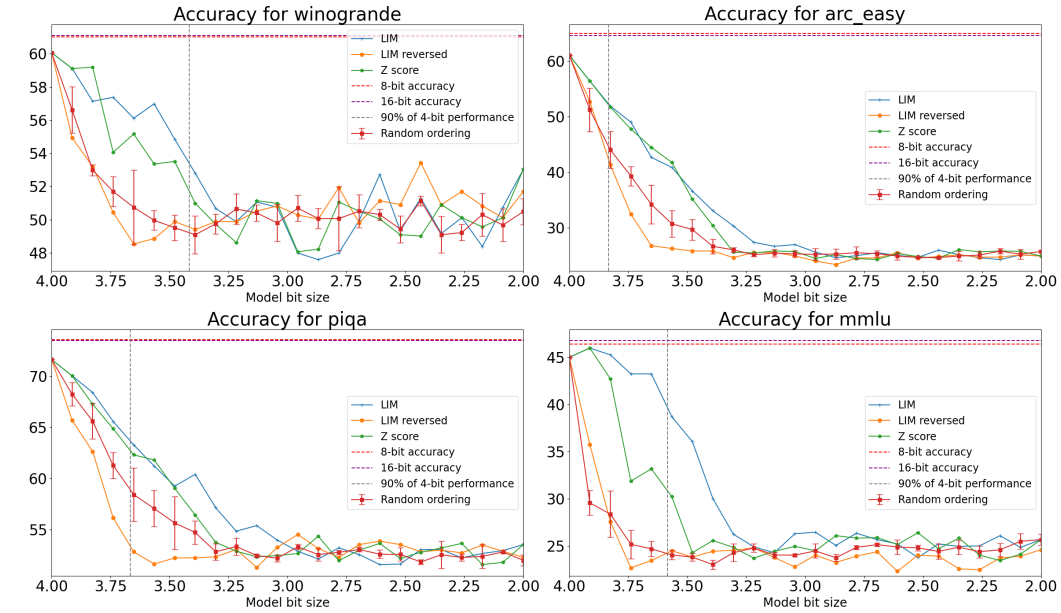 Accuracy for winogrande
60
58
56
54
52
50
48
4.00 3.75 3.50 3.25 3.00 2.75 2.50 2.25 2.00
Model bit size
LIM
LIM reversed
Z score
8-bit accuracy
16-bit accuracy
90% of 4-bit performance
Random ordering
Accuracy for arc_easy
60
50
40
30
4.00 3.75 3.50 3.25 3.00 2.75 2.50 2.25 2.00
Model bit size
LIM
LIM reversed
Z score
8-bit accuracy
16-bit accuracy
90% of 4-bit performance
Random ordering
Accuracy for piqa
70
65
60
55
4.00 3.75 3.50 3.25 3.00 2.75 2.50 2.25 2.00
Model bit size
LIM
LIM reversed
Z score
8-bit accuracy
16-bit accuracy
90% of 4-bit performance
Random ordering
Accuracy for mmlu
45
40
35
30
25
4.00 3.75 3.50 3.25 3.00 2.75 2.50 2.25 2.00
Model bit size
LIM
LIM reversed
Z score
8-bit accuracy
16-bit accuracy
90% of 4-bit performance
Random ordering